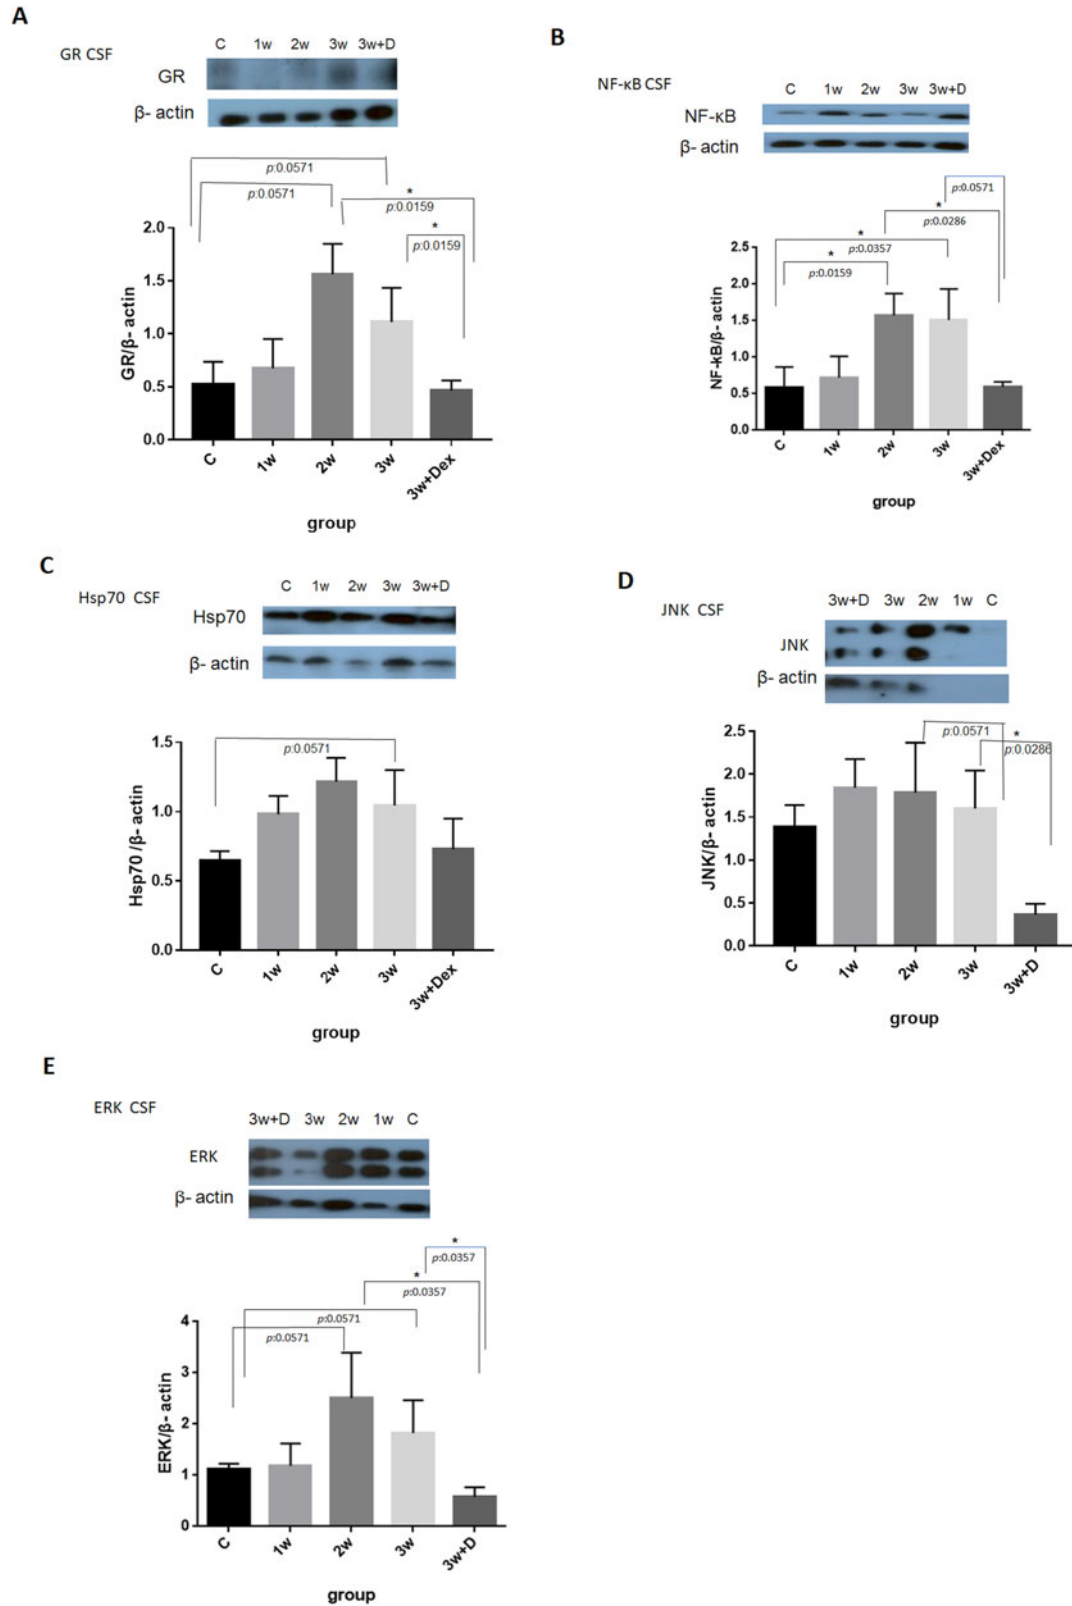 A
GR CSF
C 1w 2w 3w 3w+D
GR
β- actin
p:0.0571
p:0.0571
*
p:0.0159
*
p:0.0159
GR/β- actin
2.0
1.5
1.0
0.5
0.0
C 1w 2w 3w 3w+Dex
group
B
NF-κB CSF
C 1w 2w 3w 3w+D
NF-κB
β- actin
p:0.0571
*
p:0.0286
*
p:0.0357
*
p:0.0159
NF-kB/β- actin
2.5
2.0
1.5
1.0
0.5
0.0
C 1w 2w 3w 3w+Dex
group
C
Hsp70 CSF
C 1w 2w 3w 3w+D
Hsp70
β- actin
p:0.0571
Hsp70 /β- actin
1.5
1.0
0.5
0.0
C 1w 2w 3w 3w+Dex
group
D
JNK CSF
3w+D 3w 2w 1w C
JNK
β- actin
p:0.0571
*
p:0.0286
JNK/β- actin
2.5
2.0
1.5
1.0
0.5
0.0
C 1w 2w 3w 3w+D
group
E
ERK CSF
3w+D 3w 2w 1w C
ERK
β- actin
*
p:0.0357
*
p:0.0357
p:0.0571
p:0.0571
ERK/β- actin
4
3
2
1
0
C 1w 2w 3w 3w+D
group